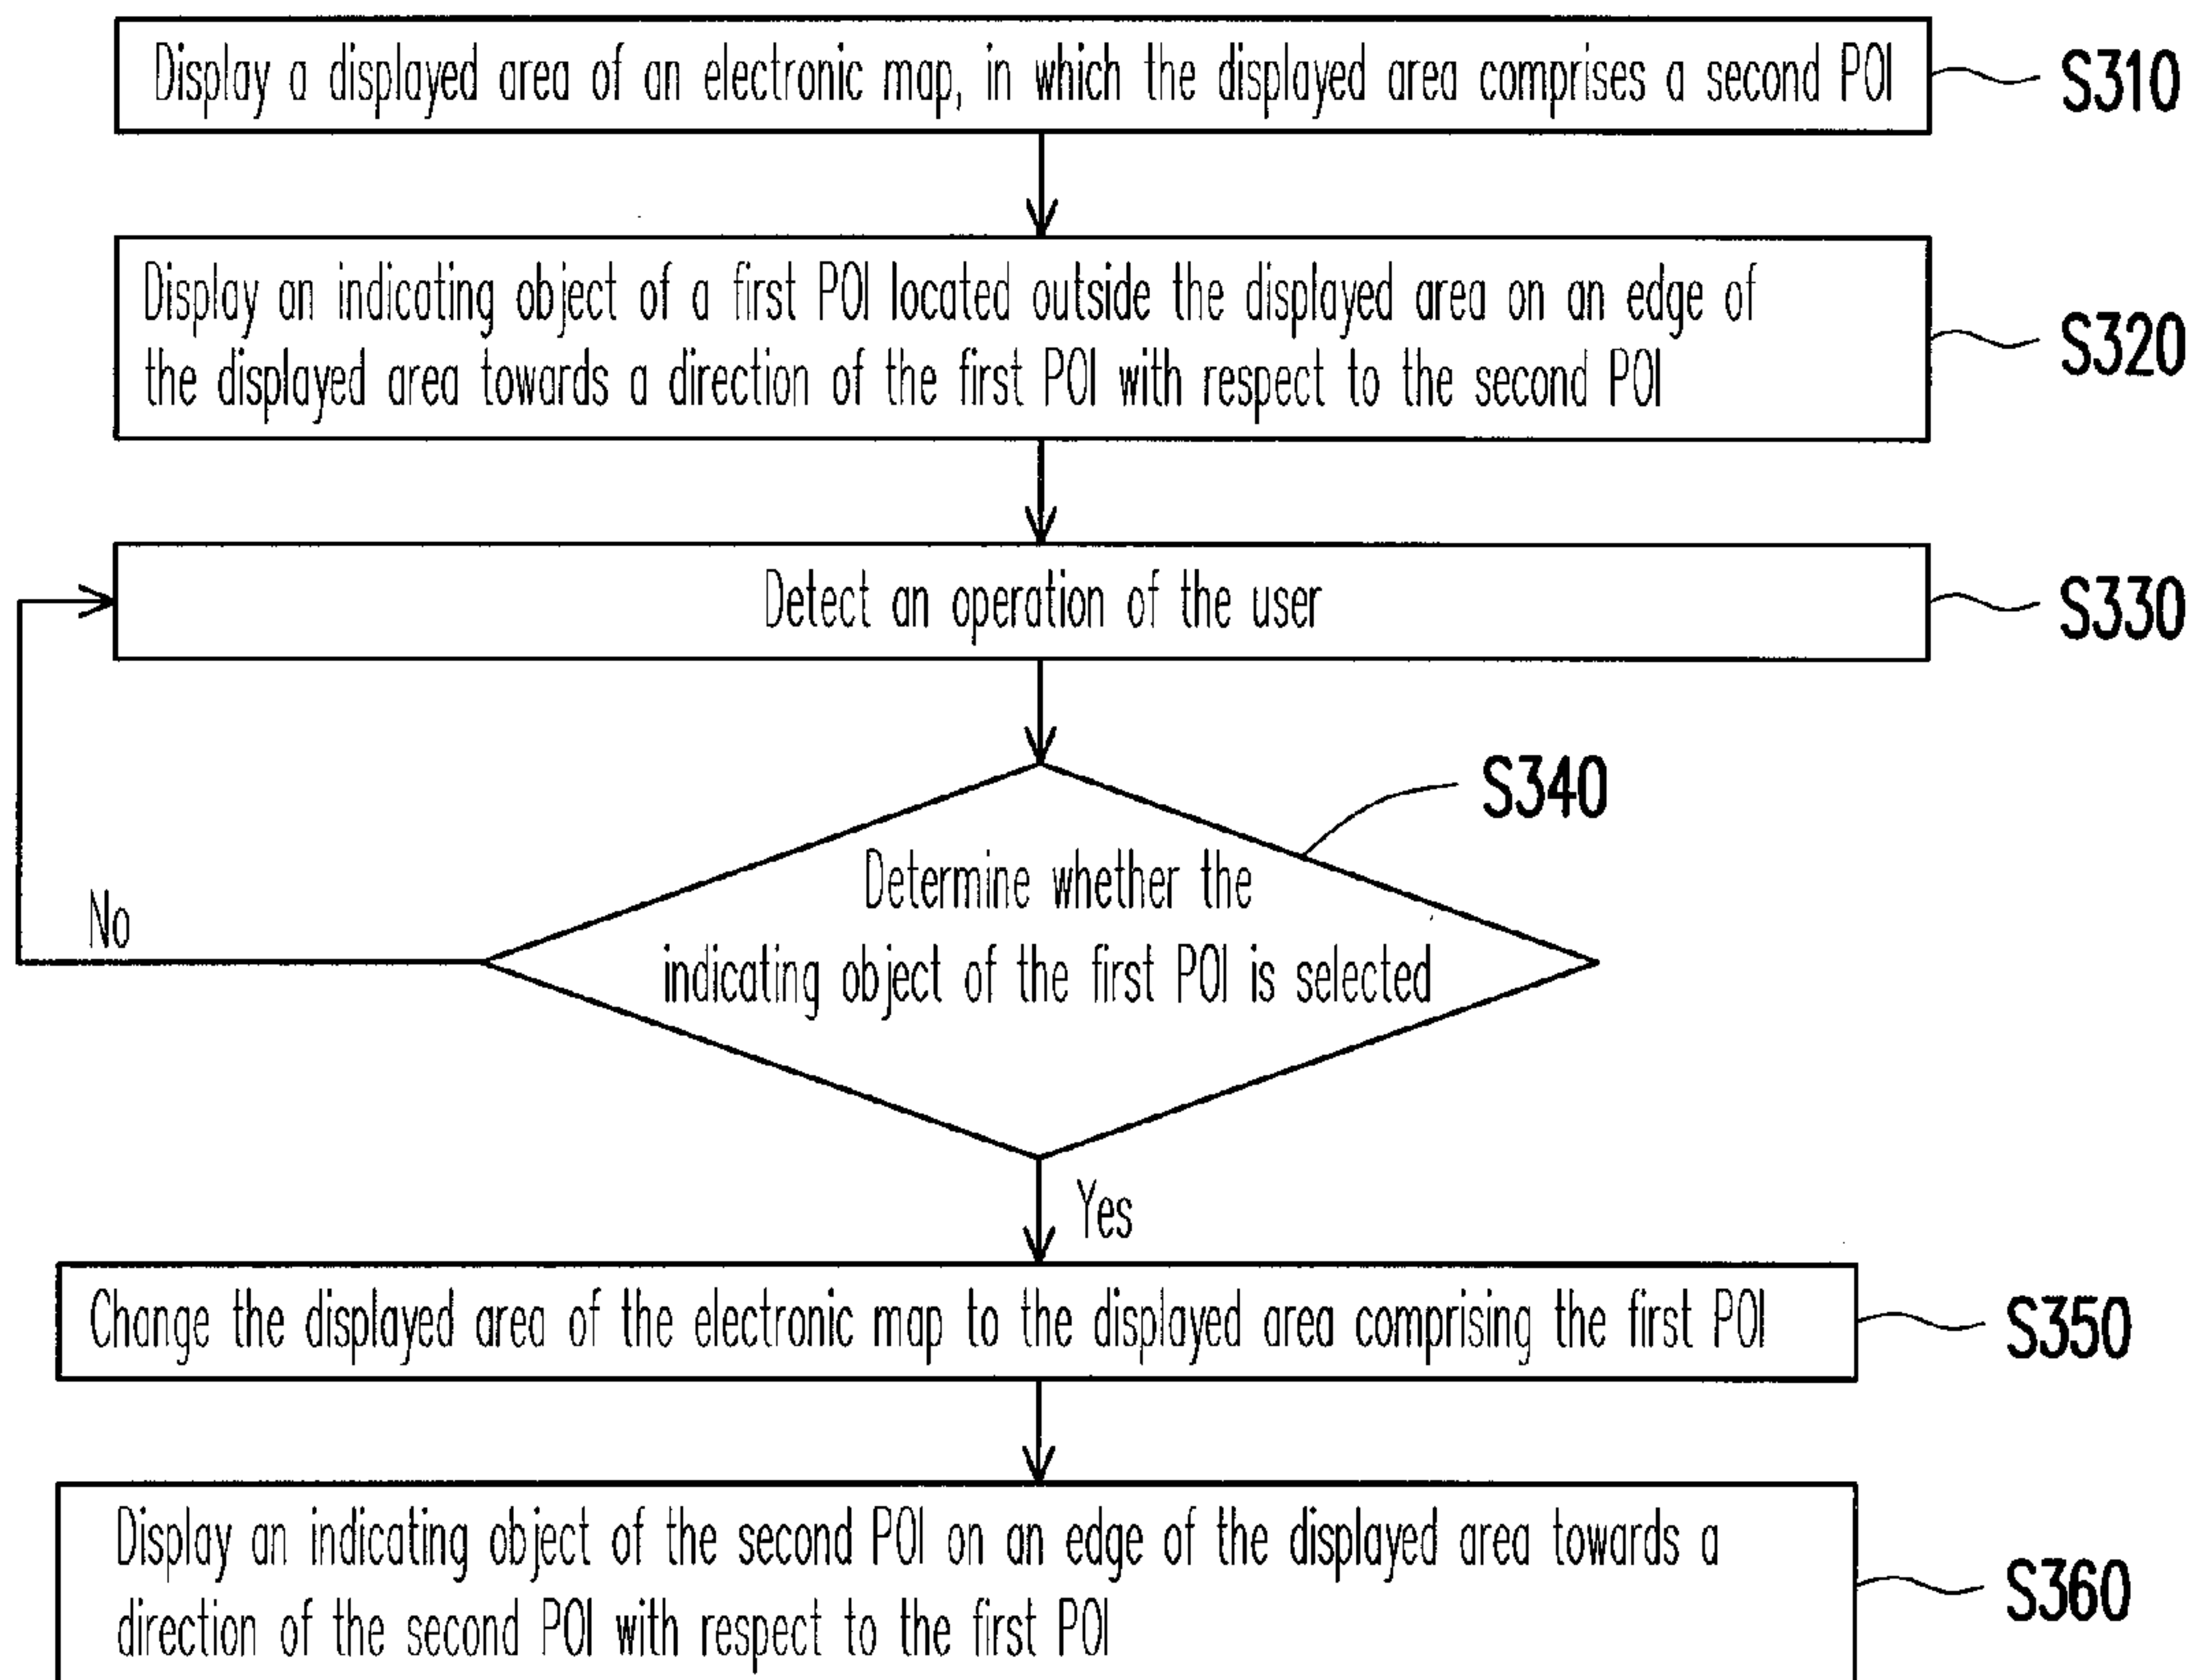 Display a displayed area of an electronic map, in which the displayed area comprises a second POI
S310
Display an indicating object of a first POI located outside the displayed area on an edge of
the displayed area towards a direction of the first POI with respect to the second POI
S320
Detect an operation of the user
S330
S340
Determine whether the
indicating object of the first POI is selected
No
Yes
Change the displayed area of the electronic map to the displayed area comprising the first POI
S350
Display an indicating object of the second POI on an edge of the displayed area towards a
direction of the second POI with respect to the first POI
S360